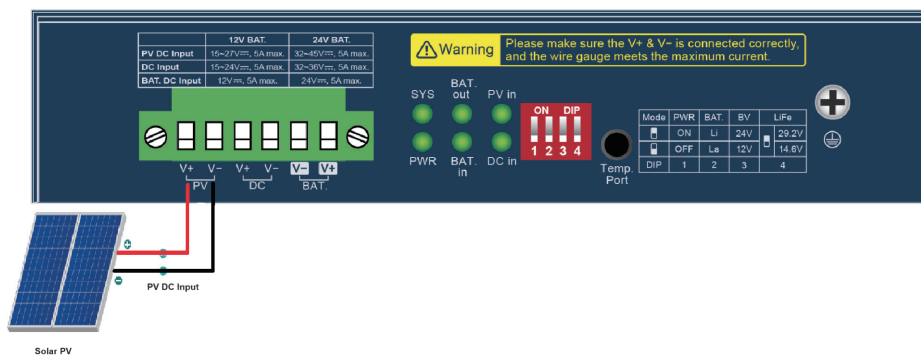 12V BAT. 24V BAT.
PV DC Input 15~27V⎓, 5A max. 32~45V⎓, 5A max.
DC Input 15~24V⎓, 5A max. 32~36V⎓, 5A max.
BAT. DC Input 12V⎓, 5A max. 24V⎓, 5A max.
Warning
Please make sure the V+ & V− is connected correctly,
and the wire gauge meets the maximum current.
SYS BAT. out PV in
PWR BAT. in DC in
ON DIP
1 2 3 4
Temp.
Port
Mode PWR BAT. BV LiFe
ON Li 24V 29.2V
OFF La 12V 14.6V
DIP 1 2 3 4
V+ V− V+ V− V− V+
PV DC BAT.
+
−
PV DC Input
Solar PV